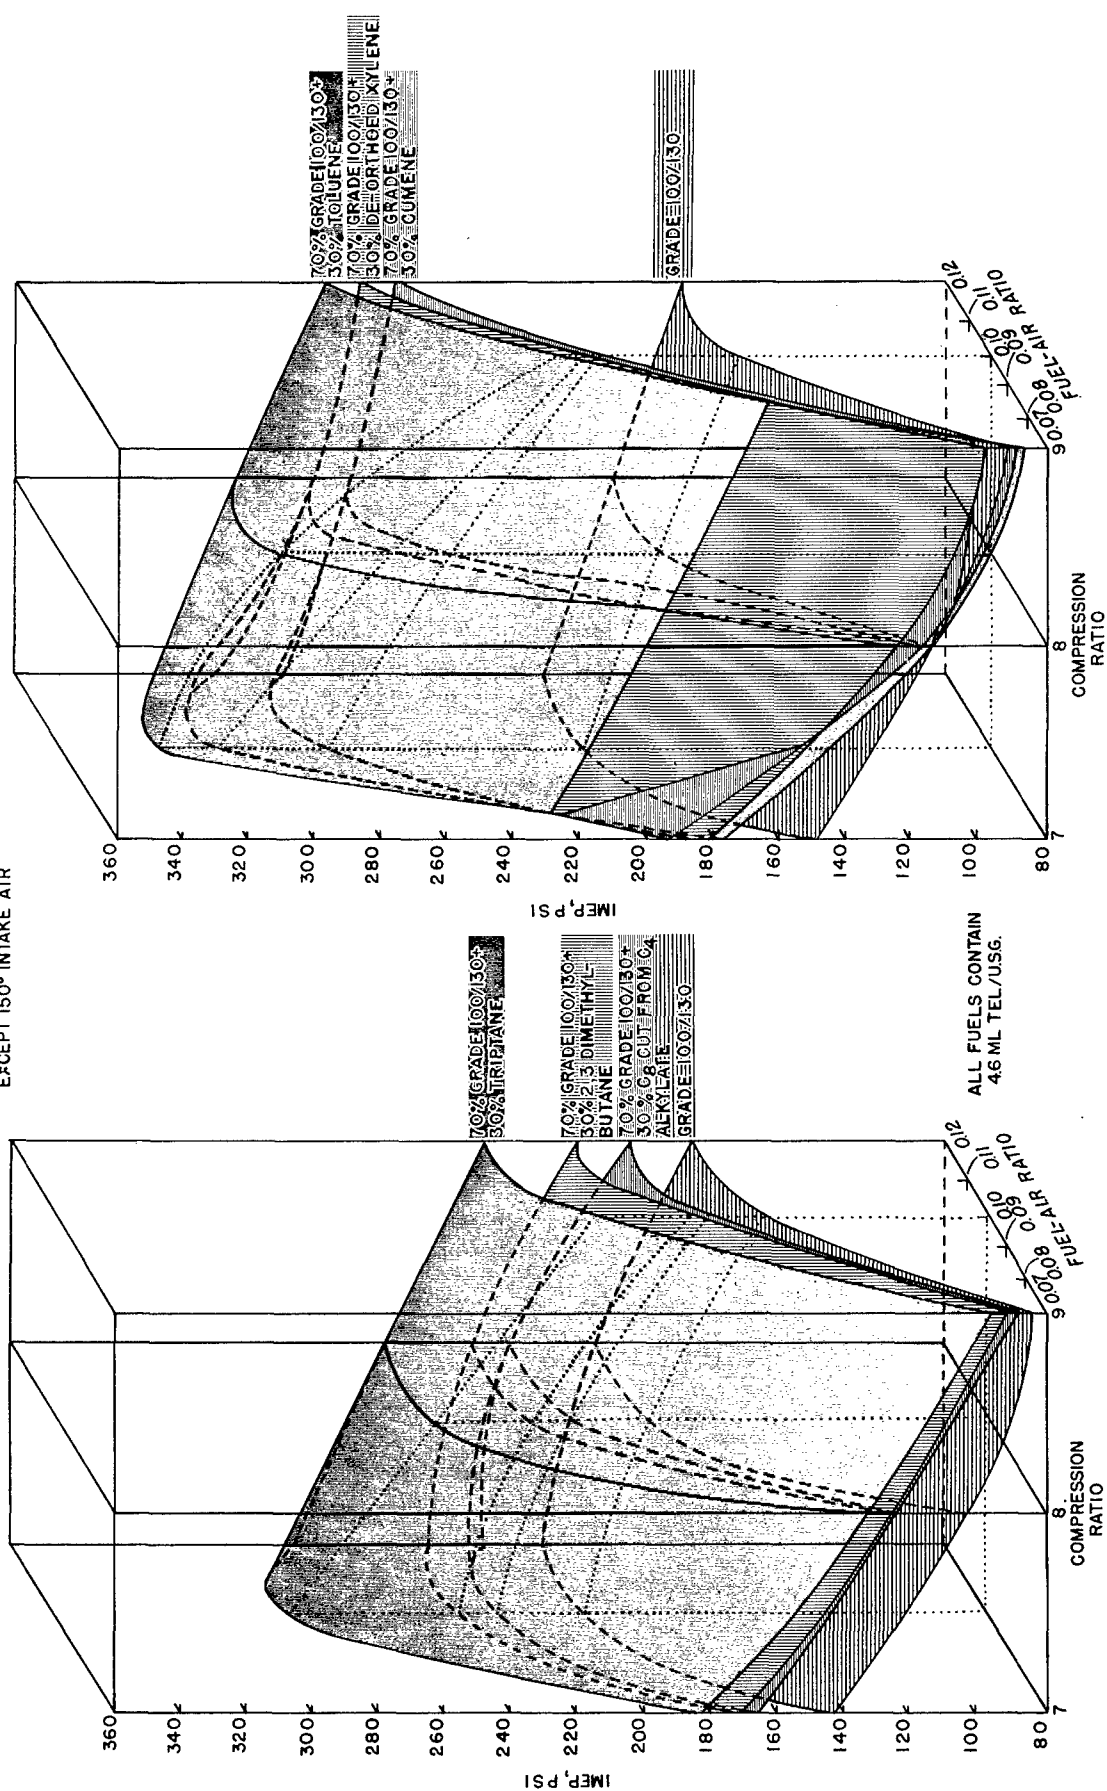 EXCEPT 150° INTAKE AIR
IMEP, PSI
360
340
320
300
280
260
240
220
200
180
160
140
120
100
80
7
8
9
COMPRESSION
RATIO
0.07
0.08
0.09
0.10
0.11
0.12
FUEL-AIR RATIO
70% GRADE 100/130+
30% TRIPTANE
70% GRADE 100/130+
30% 2,3 DIMETHYL-
BUTANE
70% GRADE 100/130+
30% C8 CUT FROM C4
ALKYLATE
GRADE 100/130
ALL FUELS CONTAIN
4.6 ML TEL/U.S.G.
IMEP, PSI
360
340
320
300
280
260
240
220
200
180
160
140
120
100
80
7
8
9
COMPRESSION
RATIO
0.07
0.08
0.09
0.10
0.11
0.12
FUEL-AIR RATIO
70% GRADE 100/130+
30% TOLUENE
70% GRADE 100/130+
30% DE-ORTHOED XYLENE
70% GRADE 100/130+
30% CUMENE
GRADE 100/130